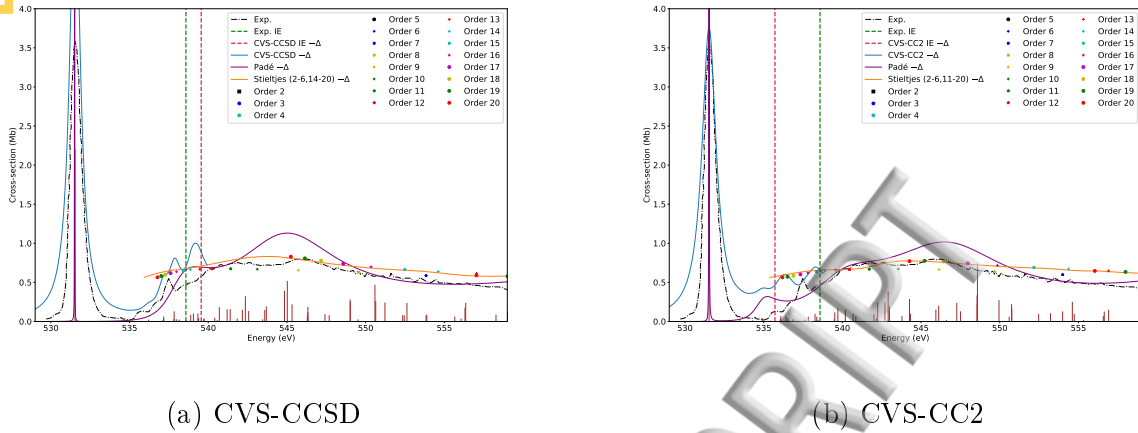 4.0
3.5
3.0
2.5
2.0
1.5
1.0
0.5
0.0
Cross-section (Mb)
530 535 540 545 550 555
Energy (eV)
Exp.
Exp. IE
CVS-CCSD IE −Δ
CVS-CCSD −Δ
Padé −Δ
Stieltjes (2-6,14-20) −Δ
Order 2
Order 3
Order 4
Order 5
Order 6
Order 7
Order 8
Order 9
Order 10
Order 11
Order 12
Order 13
Order 14
Order 15
Order 16
Order 17
Order 18
Order 19
Order 20
(a) CVS-CCSD
4.0
3.5
3.0
2.5
2.0
1.5
1.0
0.5
0.0
Cross-section (Mb)
530 535 540 545 550 555
Energy (eV)
Exp.
Exp. IE
CVS-CC2 IE −Δ
CVS-CC2 −Δ
Padé −Δ
Stieltjes (2-6,11-20) −Δ
Order 2
Order 3
Order 4
Order 5
Order 6
Order 7
Order 8
Order 9
Order 10
Order 11
Order 12
Order 13
Order 14
Order 15
Order 16
Order 17
Order 18
Order 19
Order 20
(b) CVS-CC2
RIPT